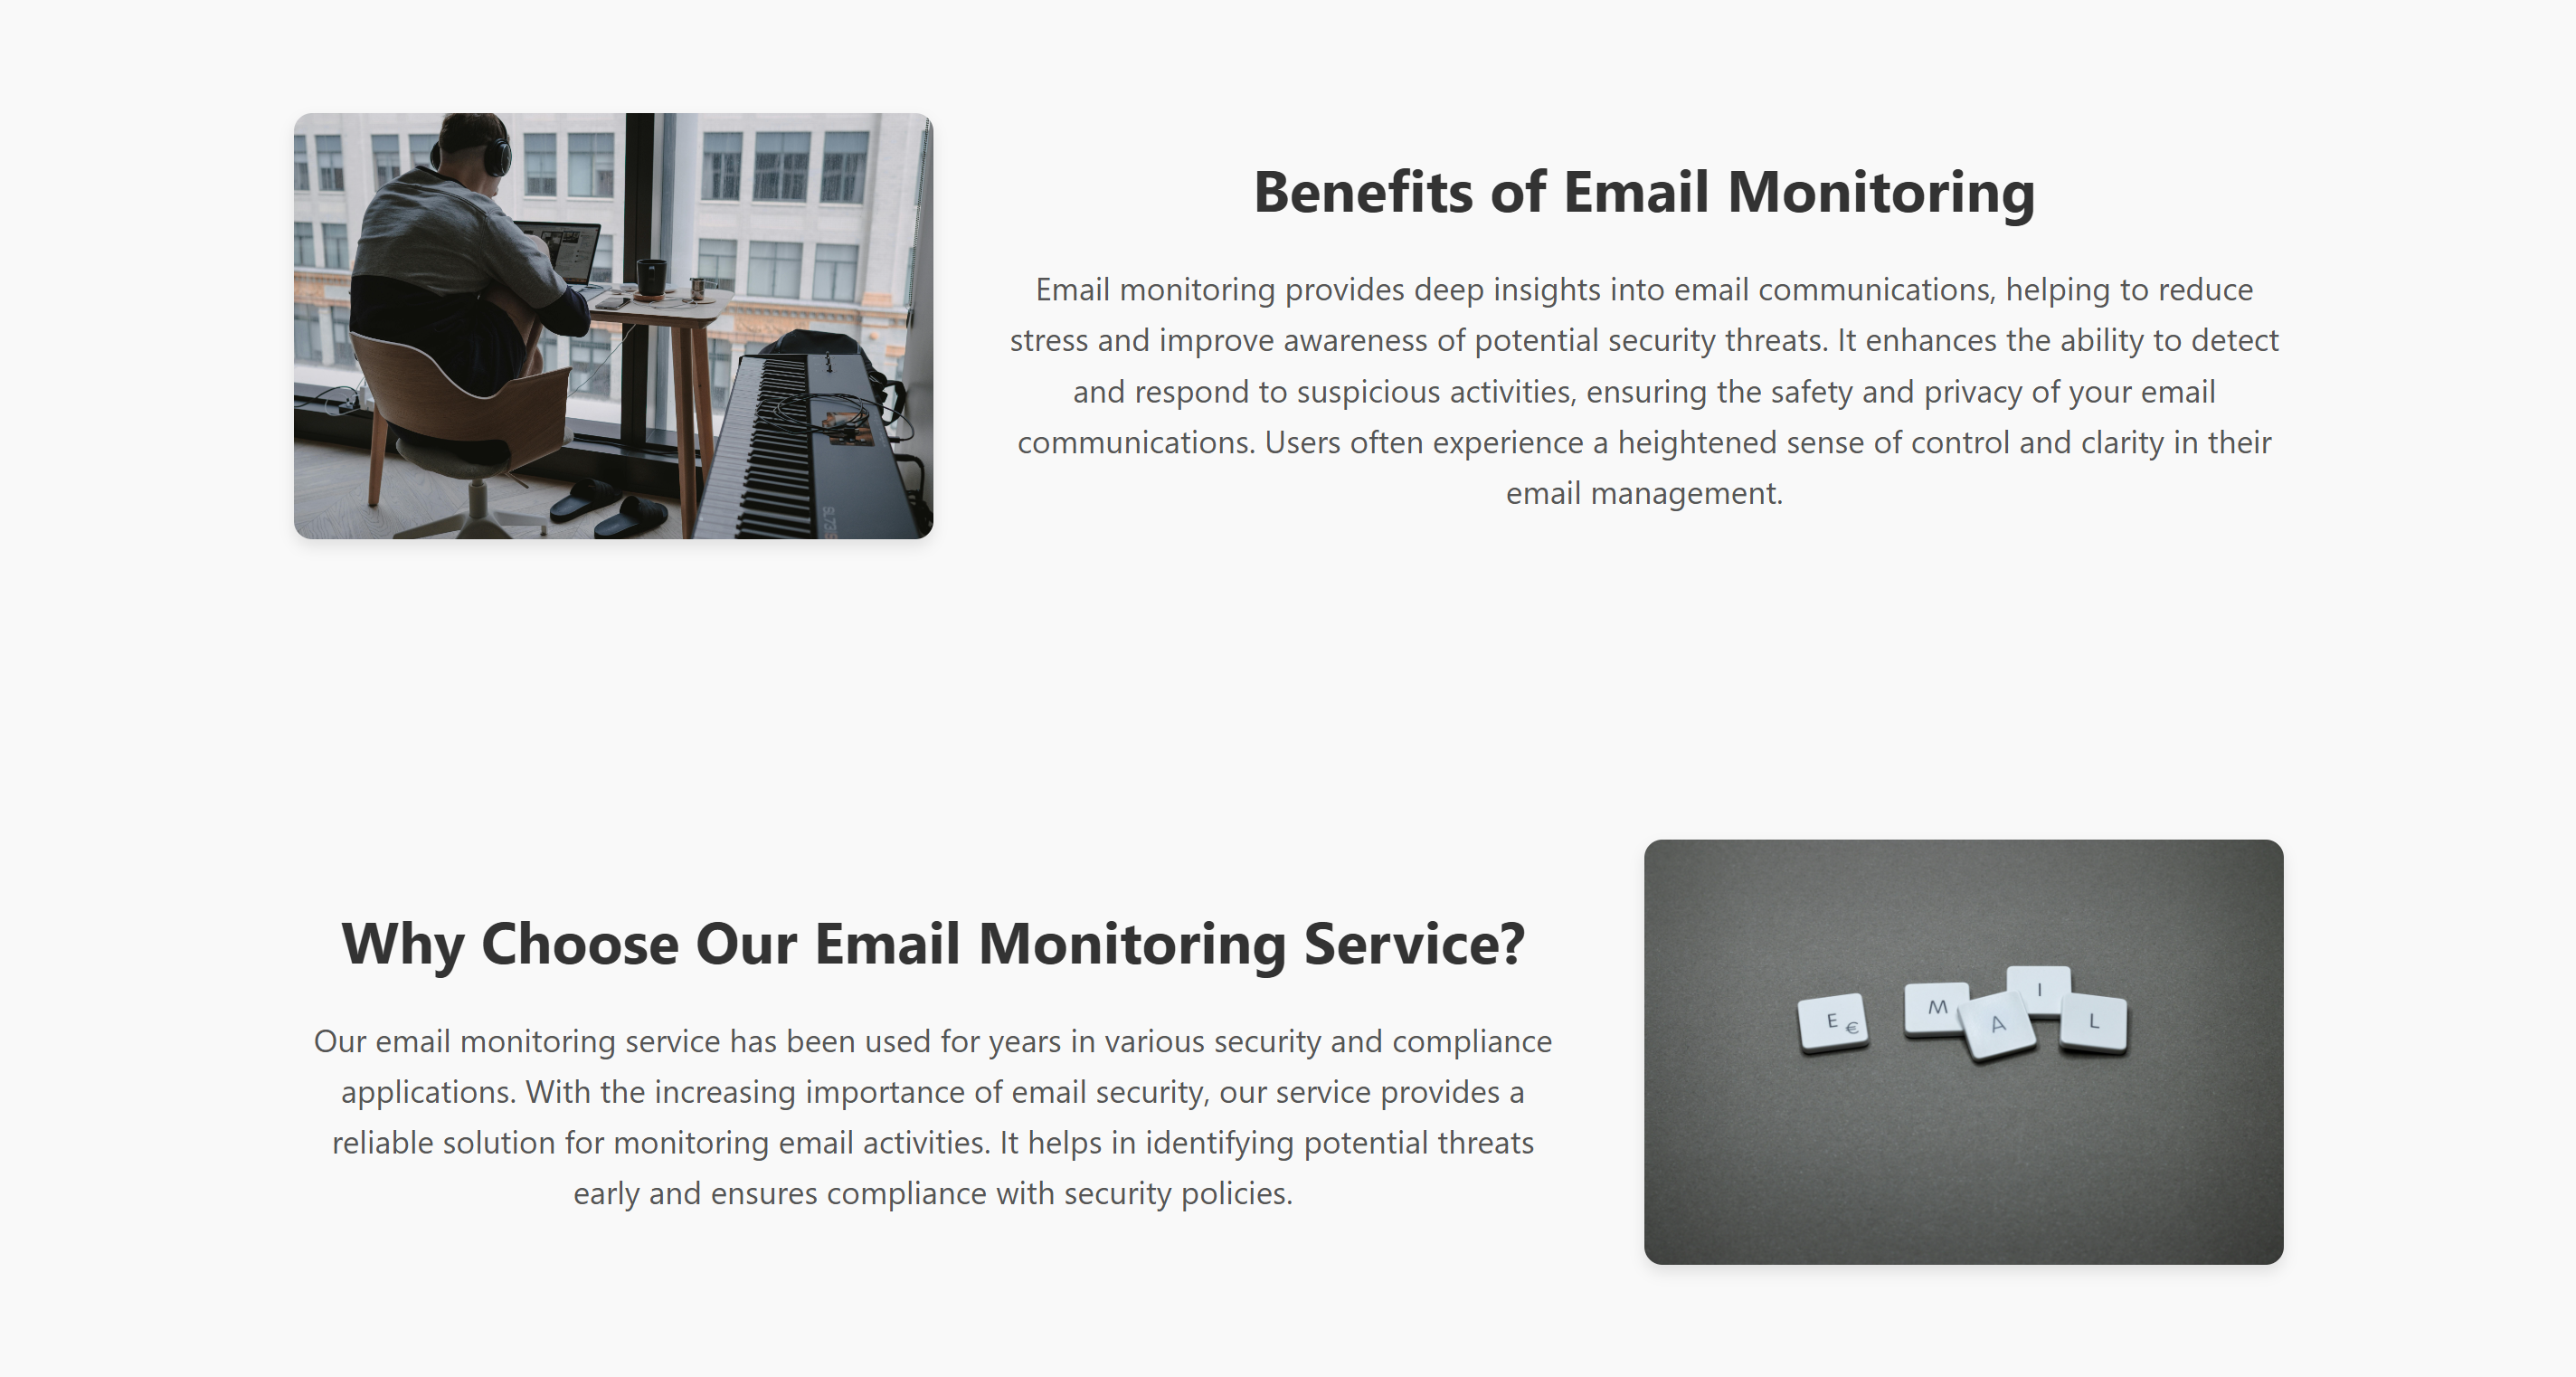 Benefits of Email Monitoring
Email monitoring provides deep insights into email communications, helping to reduce
stress and improve awareness of potential security threats. It enhances the ability to detect
and respond to suspicious activities, ensuring the safety and privacy of your email
communications. Users often experience a heightened sense of control and clarity in their
email management.
Why Choose Our Email Monitoring Service?
Our email monitoring service has been used for years in various security and compliance
applications. With the increasing importance of email security, our service provides a
reliable solution for monitoring email activities. It helps in identifying potential threats
early and ensures compliance with security policies.
E € M A I L